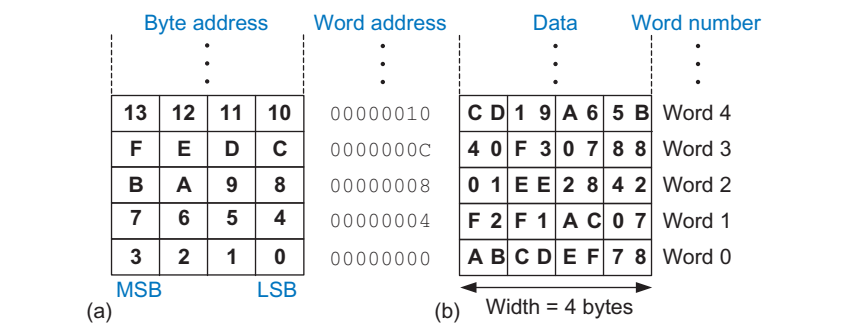 Byte address Word address Data Word number
13 12 11 10 00000010 C D 1 9 A 6 5 B Word 4
F E D C 0000000C 4 0 F 3 0 7 8 8 Word 3
B A 9 8 00000008 0 1 E E 2 8 4 2 Word 2
7 6 5 4 00000004 F 2 F 1 A C 0 7 Word 1
3 2 1 0 00000000 A B C D E F 7 8 Word 0
MSB LSB
(a) (b) Width = 4 bytes